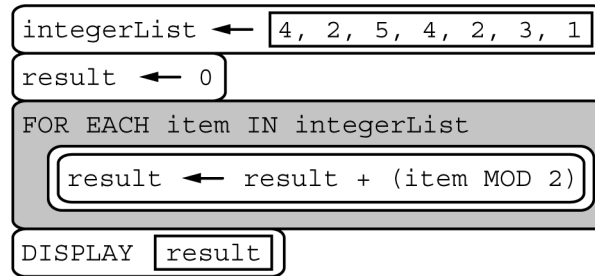 integerList ← 4, 2, 5, 4, 2, 3, 1
result ← 0
FOR EACH item IN integerList
result ← result + (item MOD 2)
DISPLAY result